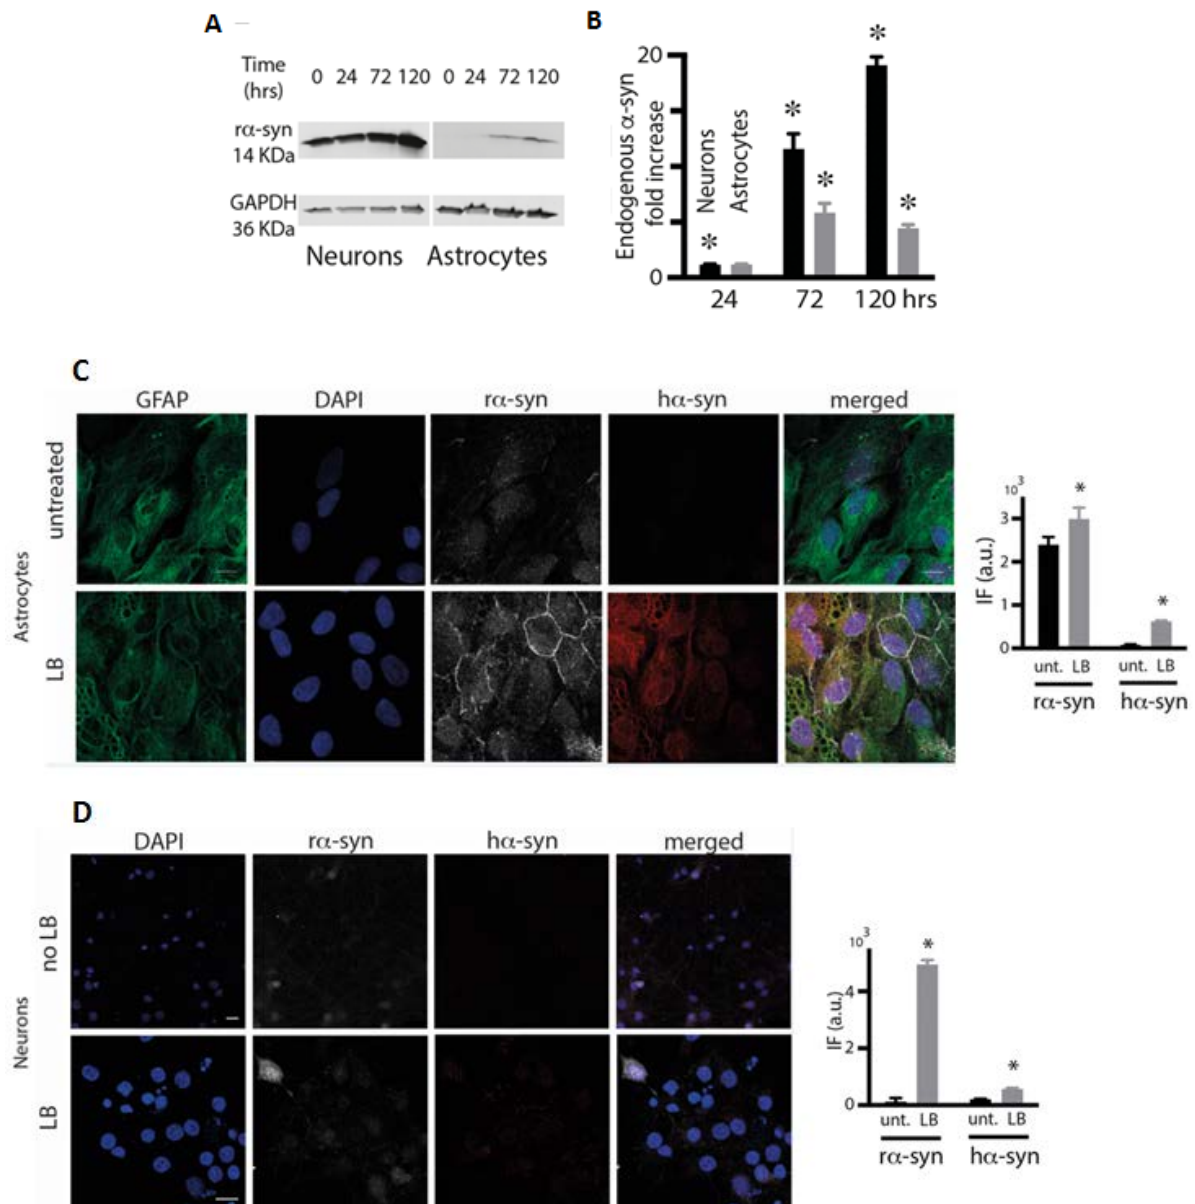 A
Time
(hrs)
0 24 72 120 0 24 72 120
rα-syn
14 KDa
GAPDH
36 KDa
Neurons Astrocytes
B
Endogenous α-syn
fold increase
20
0
Neurons
Astrocytes
*
*
*
*
*
24 72 120 hrs
C
GFAP DAPI rα-syn hα-syn merged
Astrocytes
untreated
LB
10³
IF (a.u.)
3
2
1
0
*
*
unt. LB unt. LB
rα-syn hα-syn
D
DAPI rα-syn hα-syn merged
Neurons
no LB
LB
10³
IF (a.u.)
4
2
0
*
*
unt. LB unt. LB
rα-syn hα-syn